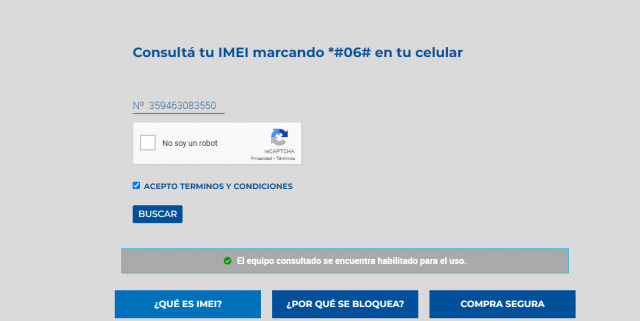 Consultá tu IMEI marcando *#06# en tu celular
Nº 359463083550
No soy un robot
reCAPTCHA
Privacidad - Términos
ACEPTO TERMINOS Y CONDICIONES
BUSCAR
El equipo consultado se encuentra habilitado para el uso.
¿QUÉ ES IMEI?
¿POR QUÉ SE BLOQUEA?
COMPRA SEGURA